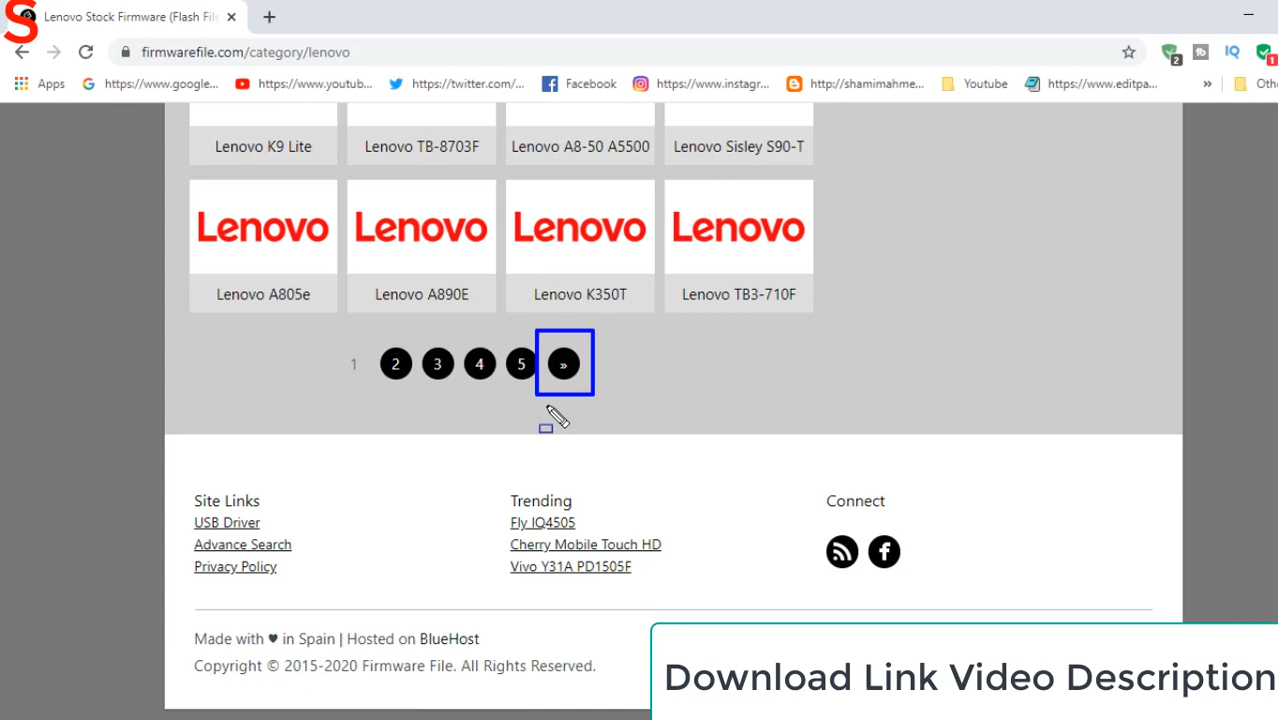 S
Lenovo Stock Firmware (Flash File
firmwarefile.com/category/lenovo
2
IQ
1
Apps
https://www.google...
https://www.youtub...
https://twitter.com/...
Facebook
https://www.instagr...
http://shamimahme...
Youtube
https://www.editpa...
»
Oth
Lenovo K9 Lite
Lenovo TB-8703F
Lenovo A8-50 A5500
Lenovo Sisley S90-T
Lenovo
Lenovo
Lenovo
Lenovo
Lenovo A805e
Lenovo A890E
Lenovo K350T
Lenovo TB3-710F
1 2 3 4 5 »
Site Links
USB Driver
Advance Search
Privacy Policy
Trending
Fly IQ4505
Cherry Mobile Touch HD
Vivo Y31A PD1505F
Connect
Made with ♥ in Spain | Hosted on BlueHost
Copyright © 2015-2020 Firmware File. All Rights Reserved.
Download Link Video Description